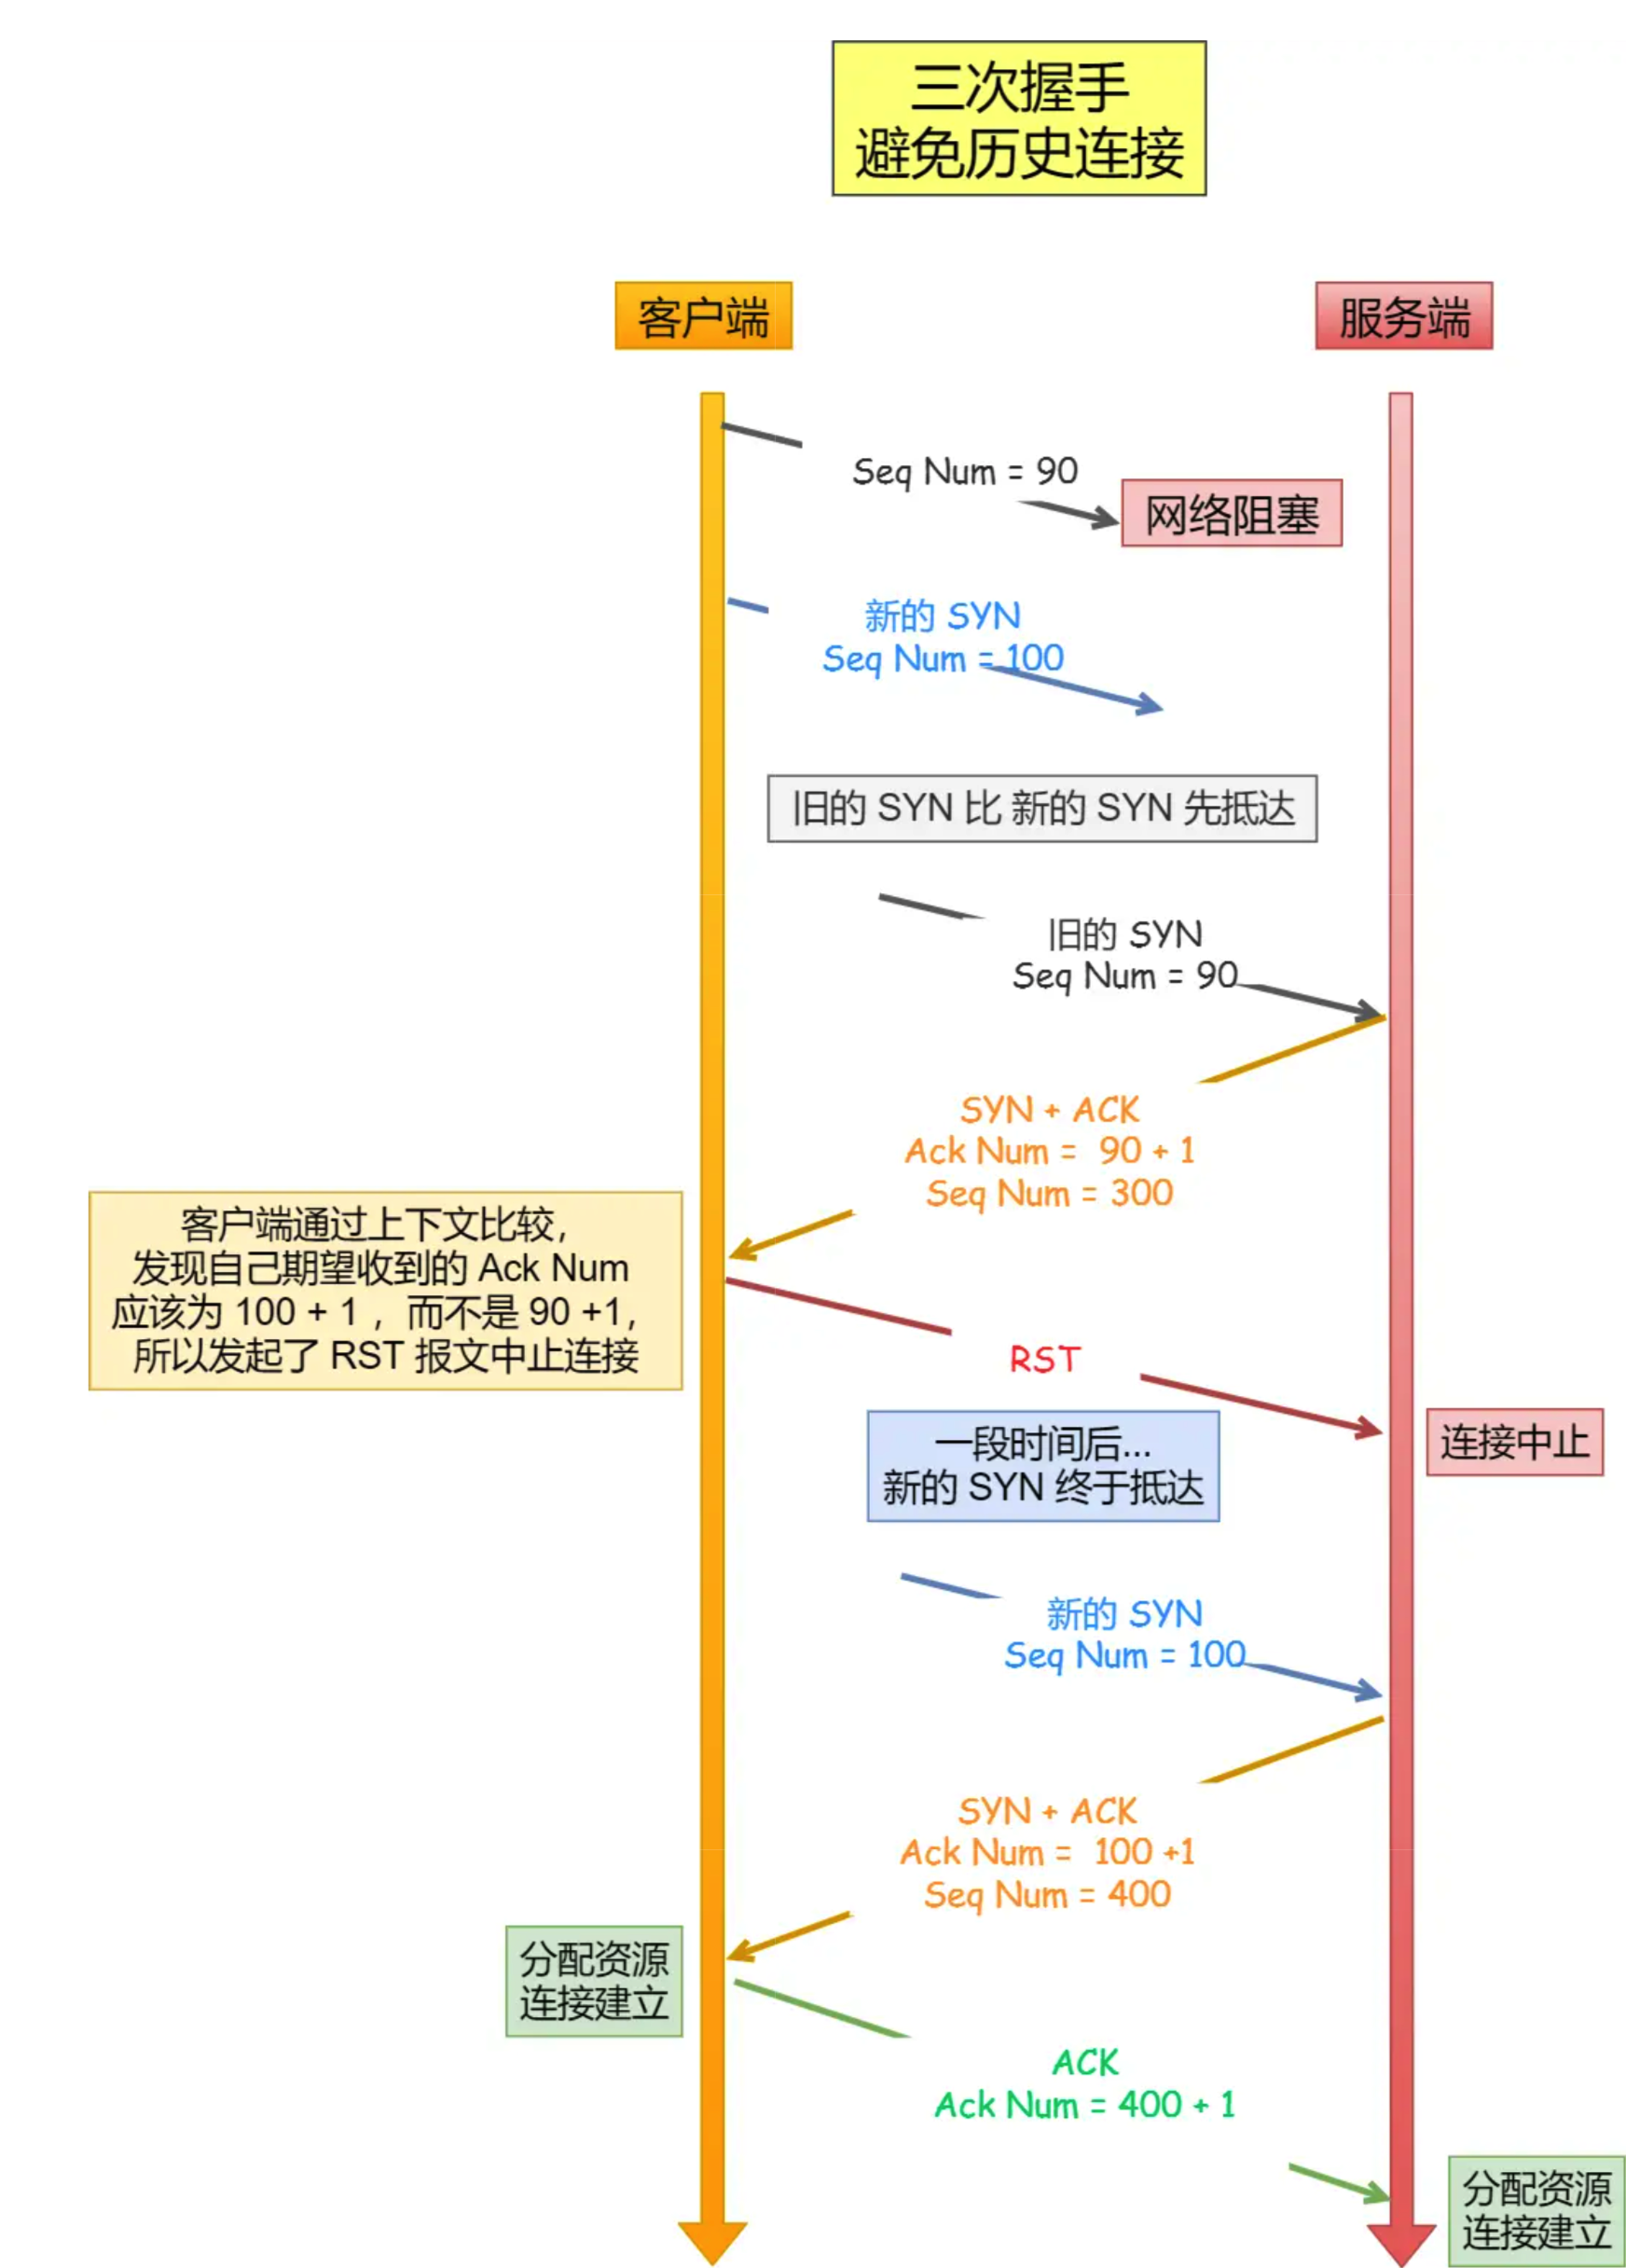 三次握手
避免历史连接
客户端
服务端
Seq Num = 90
网络阻塞
新的 SYN
Seq Num = 100
旧的 SYN 比 新的 SYN 先抵达
旧的 SYN
Seq Num = 90
SYN + ACK
Ack Num =  90 + 1
Seq Num = 300
客户端通过上下文比较，
发现自己期望收到的 Ack Num
应该为 100 + 1 ，而不是 90 +1，
所以发起了 RST 报文中止连接
RST
连接中止
一段时间后...
新的 SYN 终于抵达
新的 SYN
Seq Num = 100
SYN + ACK
Ack Num =  100 +1
Seq Num = 400
分配资源
连接建立
ACK
Ack Num = 400 + 1
分配资源
连接建立